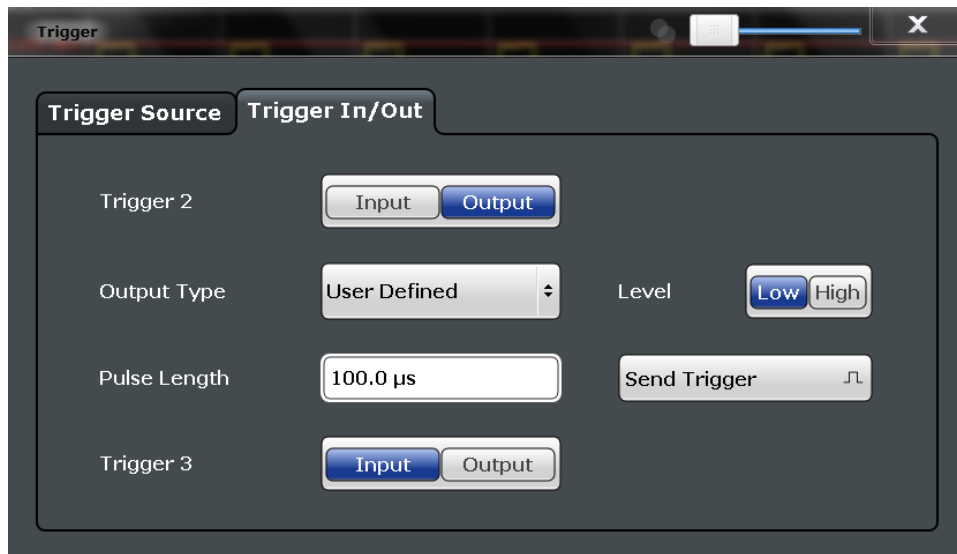 Trigger
X
Trigger Source Trigger In/Out
Trigger 2 Input Output
Output Type User Defined Level Low High
Pulse Length 100.0 µs Send Trigger
Trigger 3 Input Output